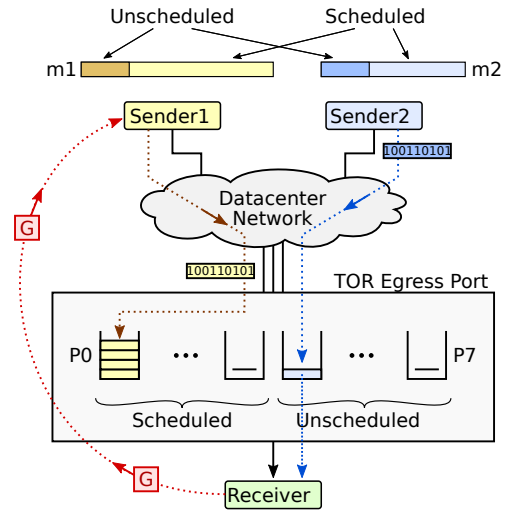 Unscheduled Scheduled
m1 m2
Sender1 Sender2
100110101
Datacenter
Network
G
100110101
TOR Egress Port
P0 ... ... P7
Scheduled Unscheduled
G
Receiver